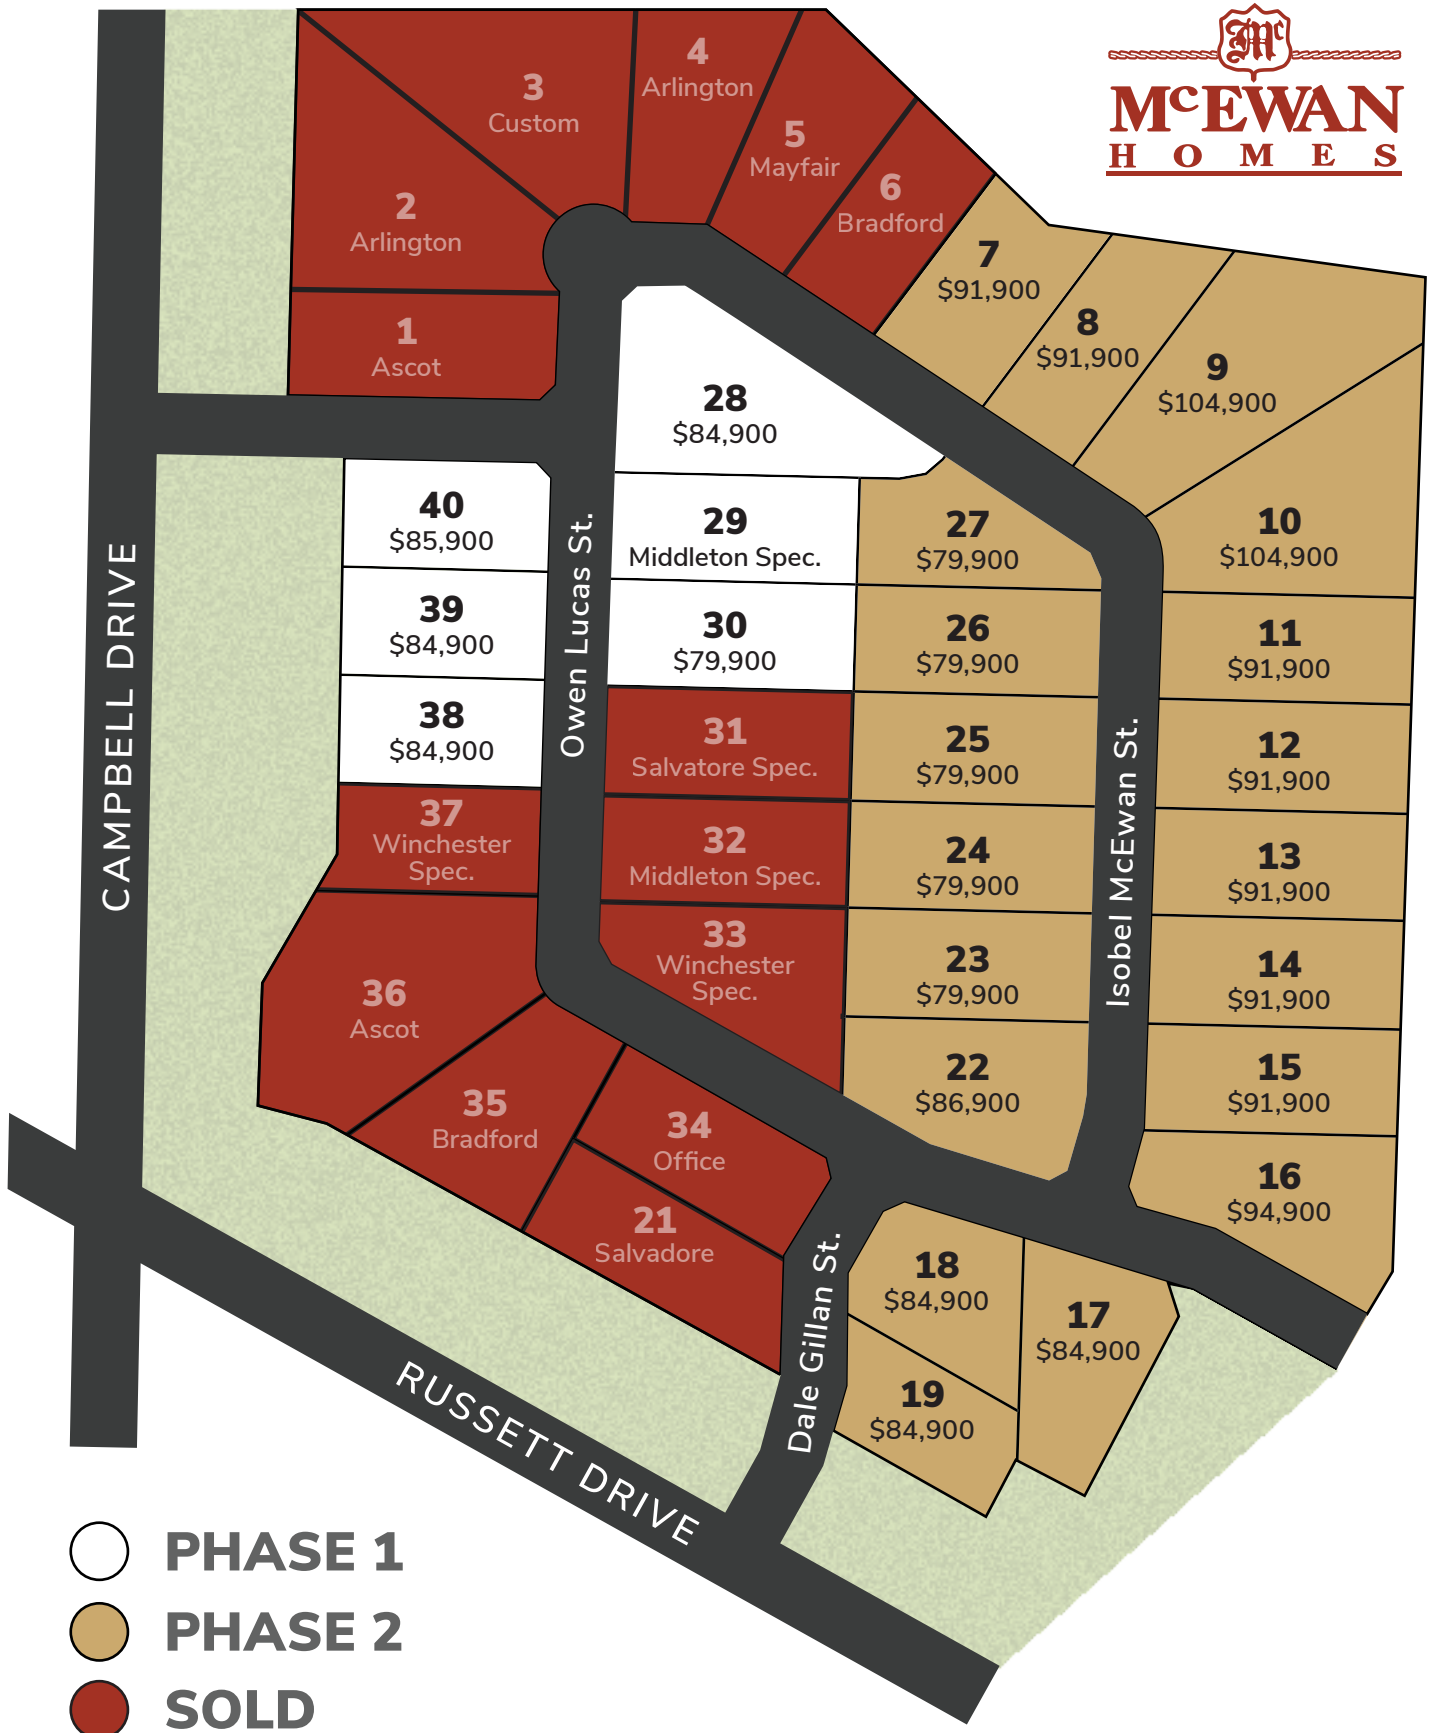 Mc
McEWAN
HOMES
4
Arlington
3
Custom
5
Mayfair
6
Bradford
2
Arlington
1
Ascot
7
$91,900
8
$91,900
9
$104,900
10
$104,900
28
$84,900
40
$85,900
29
Middleton Spec.
27
$79,900
39
$84,900
30
$79,900
26
$79,900
11
$91,900
38
$84,900
31
Salvatore Spec.
25
$79,900
12
$91,900
37
Winchester
Spec.
32
Middleton Spec.
24
$79,900
13
$91,900
33
Winchester
Spec.
23
$79,900
14
$91,900
36
Ascot
22
$86,900
15
$91,900
35
Bradford
34
Office
16
$94,900
21
Salvadore
18
$84,900
17
$84,900
19
$84,900
CAMPBELL DRIVE
Owen Lucas St.
Isobel McEwan St.
Dale Gillan St.
RUSSETT DRIVE
PHASE 1
PHASE 2
SOLD